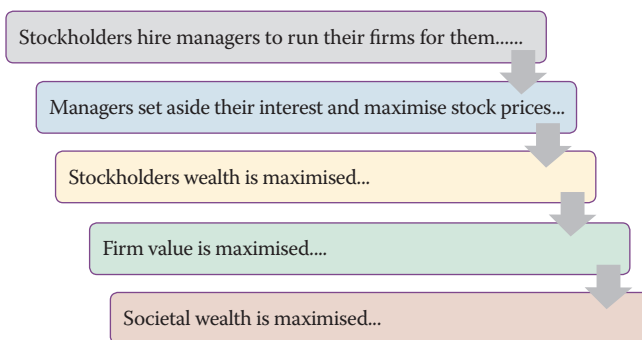 Stockholders hire managers to run their firms for them......
Managers set aside their interest and maximise stock prices...
Stockholders wealth is maximised...
Firm value is maximised....
Societal wealth is maximised...